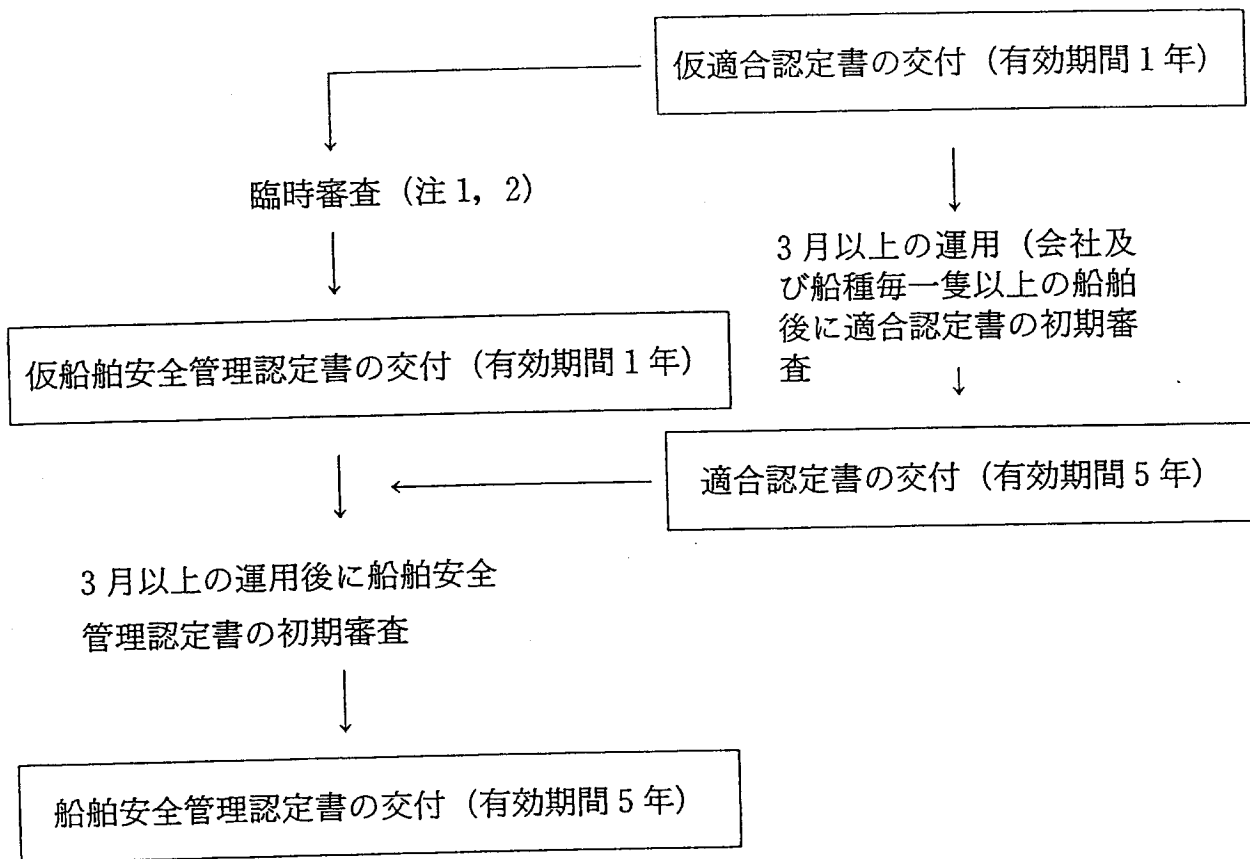 仮適合認定書の交付（有効期間1年）
臨時審査（注1，2）
3月以上の運用（会社及
び船種毎一隻以上の船舶
後に適合認定書の初期審
査
仮船舶安全管理認定書の交付（有効期間1年）
適合認定書の交付（有効期間5年）
3月以上の運用後に船舶安全
管理認定書の初期審査
船舶安全管理認定書の交付（有効期間5年）